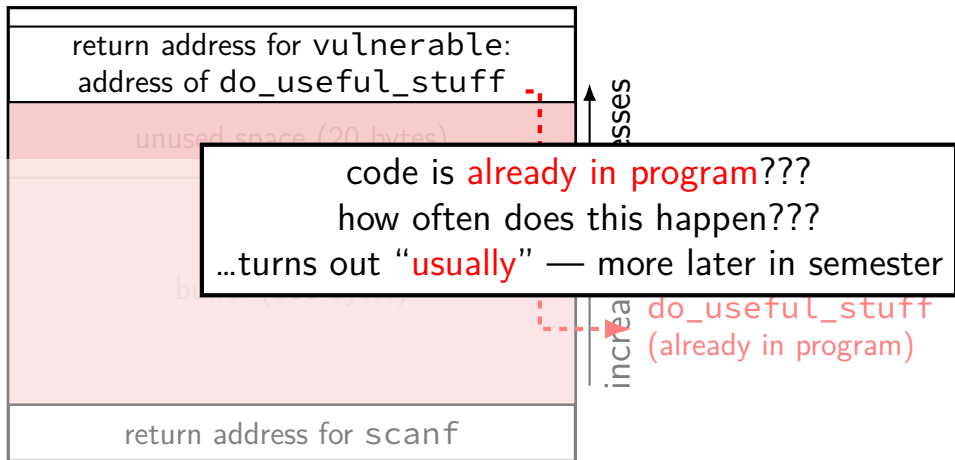 return address for vulnerable:
address of do_useful_stuff
unused space (20 bytes)
code is already in program???
how often does this happen???
...turns out “usually” — more later in semester
do_useful_stuff
(already in program)
return address for scanf